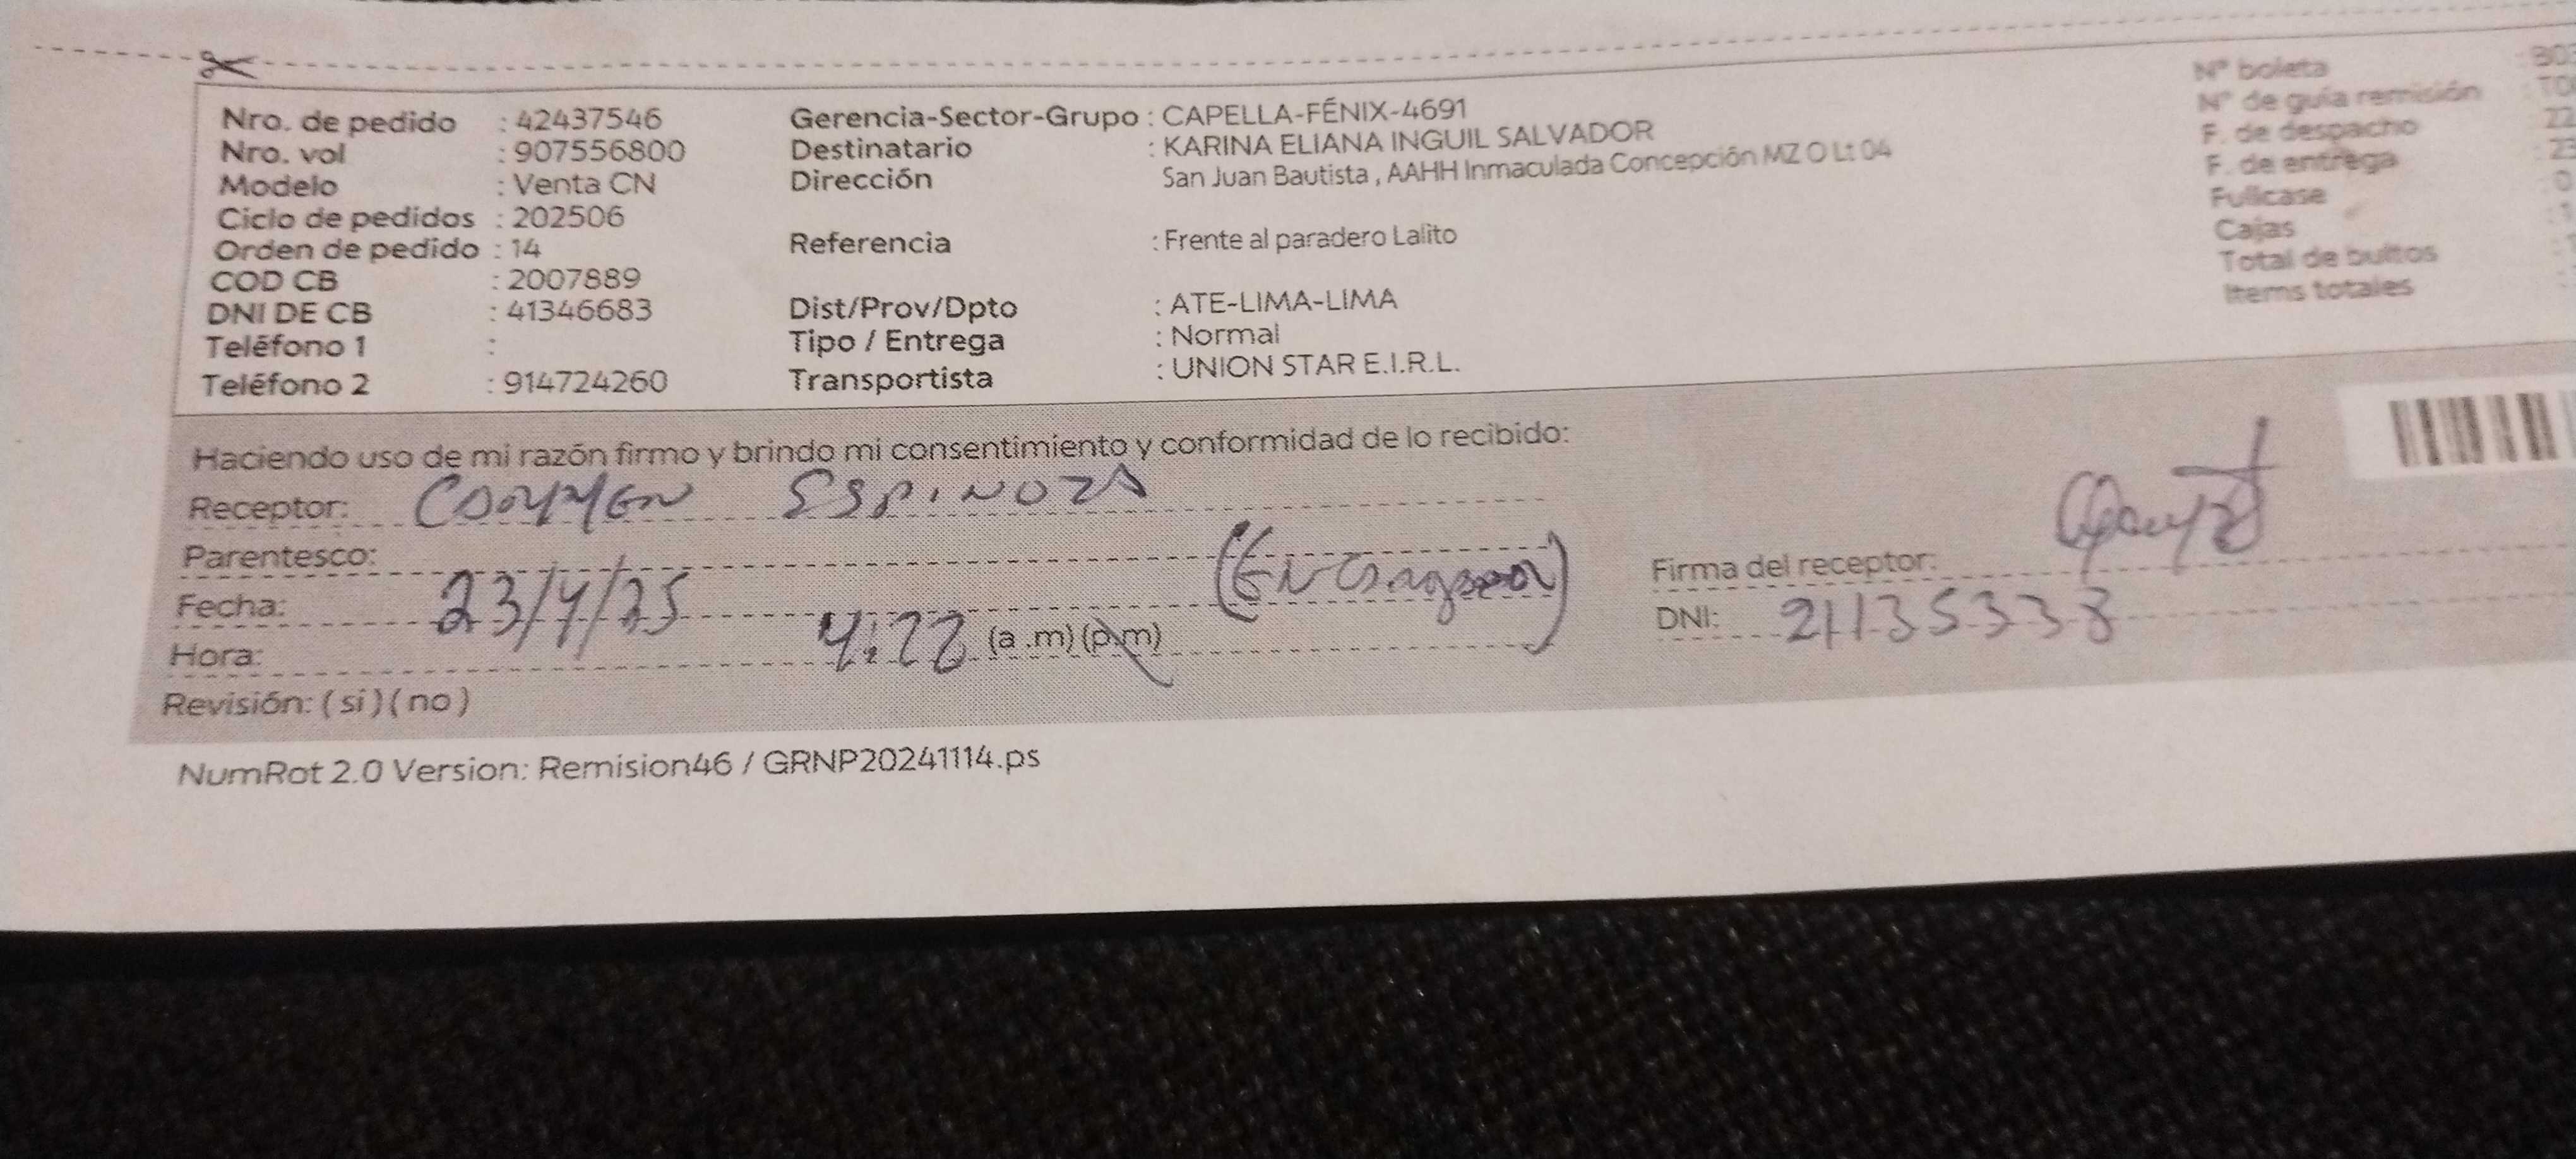 Nro. de pedido : 42437546
Nro. vol : 907556800
Modelo : Venta CN
Ciclo de pedidos : 202506
Orden de pedido : 14
COD CB : 2007889
DNI DE CB : 41346683
Teléfono 1 :
Teléfono 2 : 914724260
Gerencia-Sector-Grupo : CAPELLA-FÉNIX-4691
Destinatario : KARINA ELIANA INGUIL SALVADOR
Dirección San Juan Bautista , AAHH Inmaculada Concepción MZ O Lt 04
Referencia : Frente al paradero Lalito
Dist/Prov/Dpto : ATE-LIMA-LIMA
Tipo / Entrega : Normal
Transportista : UNION STAR E.I.R.L.
Nº boleta
Nº de guía remisión
F. de despacho
F. de entrega
Fullcase
Cajas
Total de bultos
Items totales
Haciendo uso de mi razón firmo y brindo mi consentimiento y conformidad de lo recibido:
Receptor: CARMEN ESPINOZA
Parentesco:
Fecha: 23/4/25
Hora: (a .m) (p.m)
Revisión: ( si ) ( no )
Firma del receptor:
DNI: 21135338
NumRot 2.0 Version: Remision46 / GRNP20241114.ps